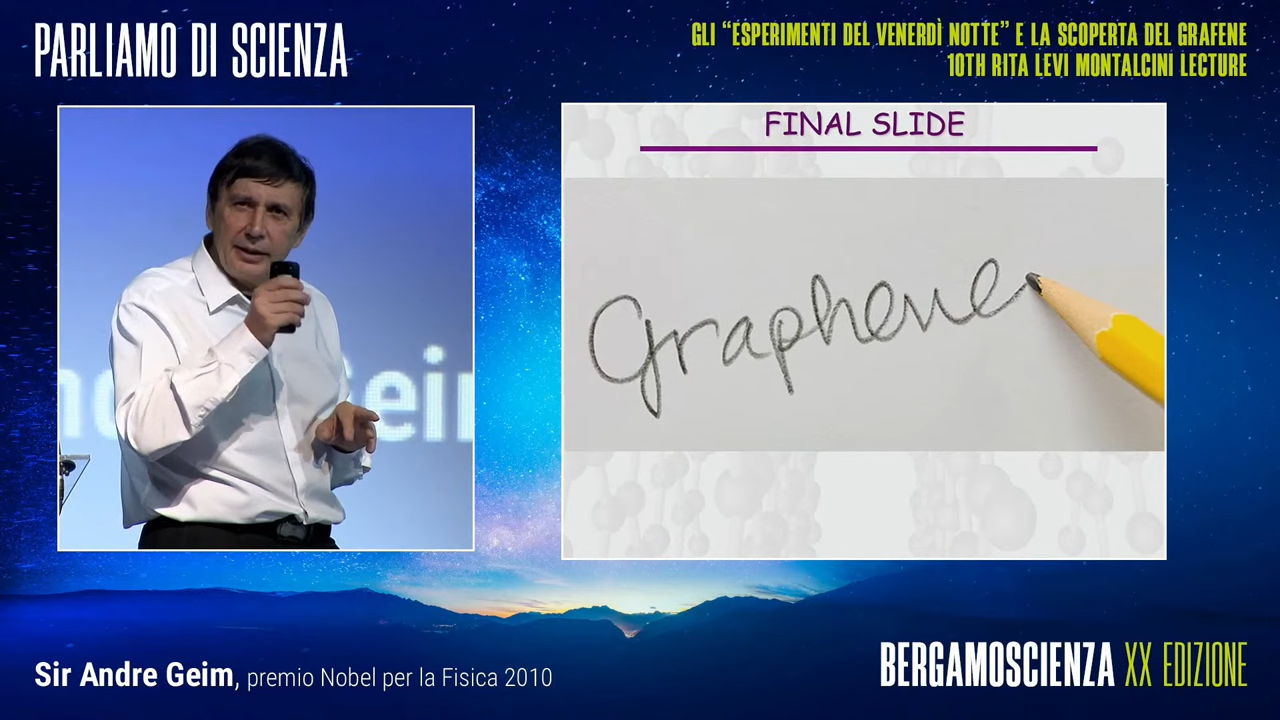 PARLIAMO DI SCIENZA
GLI “ESPERIMENTI DEL VENERDÌ NOTTE” E LA SCOPERTA DEL GRAFENE
10TH RITA LEVI MONTALCINI LECTURE
FINAL SLIDE
Graphene
Sir Andre Geim, premio Nobel per la Fisica 2010
BERGAMOSCIENZA XX EDIZIONE